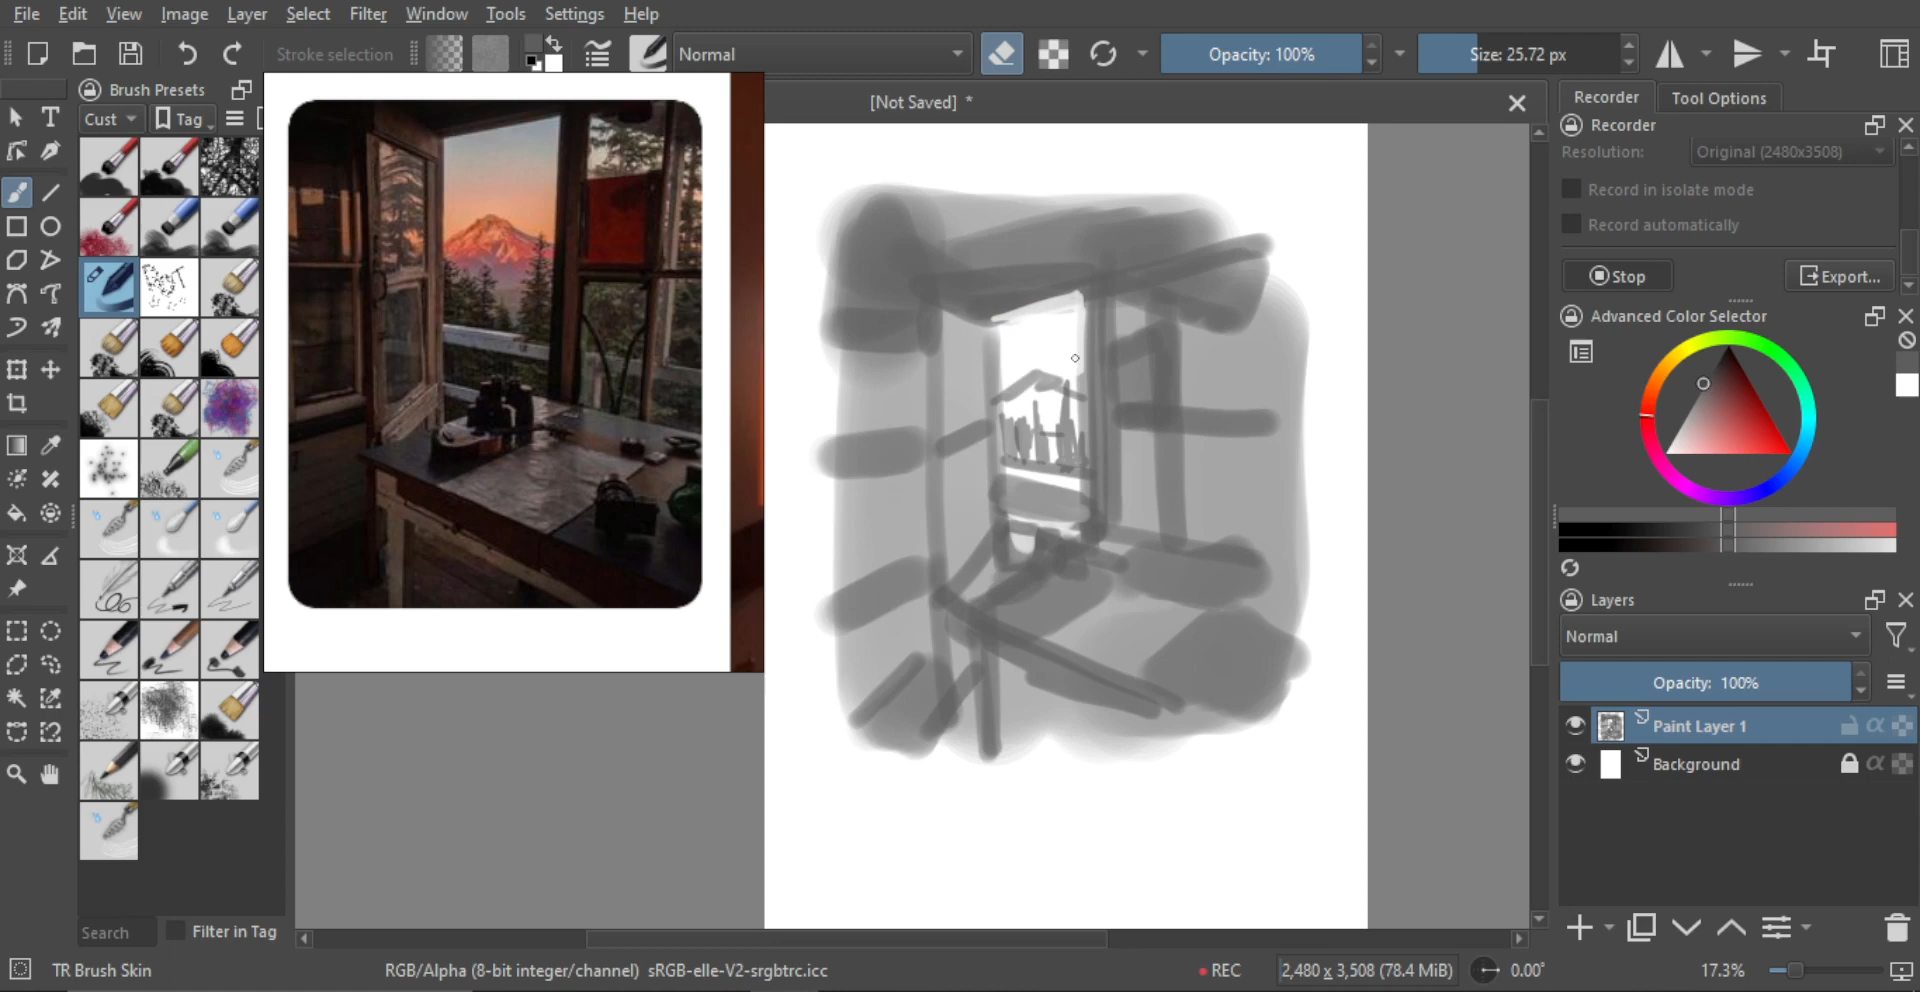 File Edit View Image Layer Select Filter Window Tools Settings Help
Stroke selection Normal Opacity: 100% Size: 25.72 px
Brush Presets
[Not Saved] *
Recorder Tool Options
Recorder
Cust Tag
Resolution: Original (2480x3508)
Record in isolate mode
Record automatically
Stop Export...
Advanced Color Selector
Layers
Normal
Opacity: 100%
Paint Layer 1
Background
Search Filter in Tag
TR Brush Skin RGB/Alpha (8-bit integer/channel) sRGB-elle-V2-srgbtrc.icc REC 2,480 x 3,508 (78.4 MiB) 0.00° 17.3%